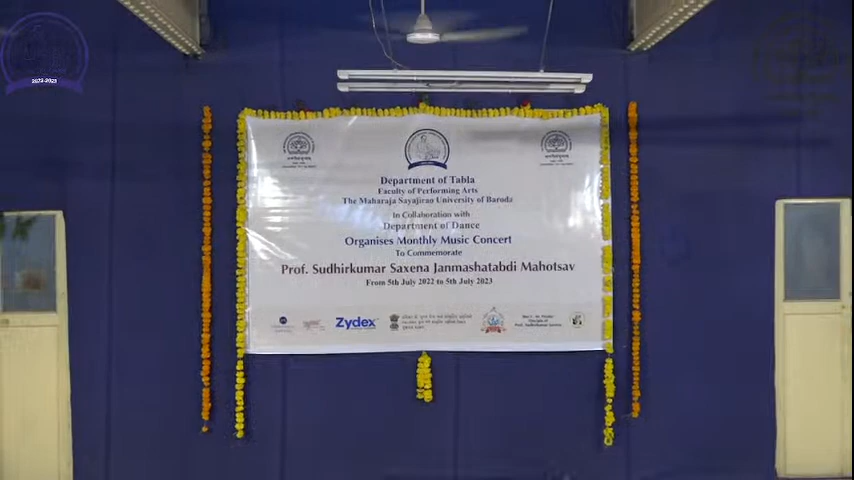 2022-2023
Department of Tabla
Faculty of Performing Arts
The Maharaja Sayajirao University of Baroda
In Collaboration with
Department of Dance
Organises Monthly Music Concert
To Commemorate
Prof. Sudhirkumar Saxena Janmashatabdi Mahotsav
From 5th July 2022 to 5th July 2023
Zydex